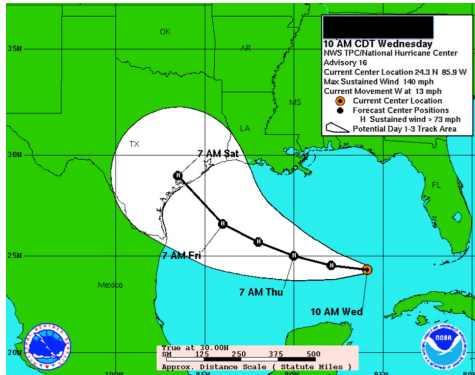 OK
AR
MS
LA
TX
FL
Mexico
35N
30N
25N
20N
10 AM CDT Wednesday
NWS TPC/National Hurricane Center
Advisory 16
Current Center Location 24.3 N 85.9 W
Max Sustained Wind 140 mph
Current Movement W at 13 mph
Current Center Location
Forecast Center Positions
H Sustained wind > 73 mph
Potential Day 1-3 Track Area
7 AM Sat
H
7 AM Fri
H
H
7 AM Thu
H
H
10 AM Wed
True at 30.00N
SM 125 250 375 500
Approx. Distance Scale ( Statute Miles )
NOAA